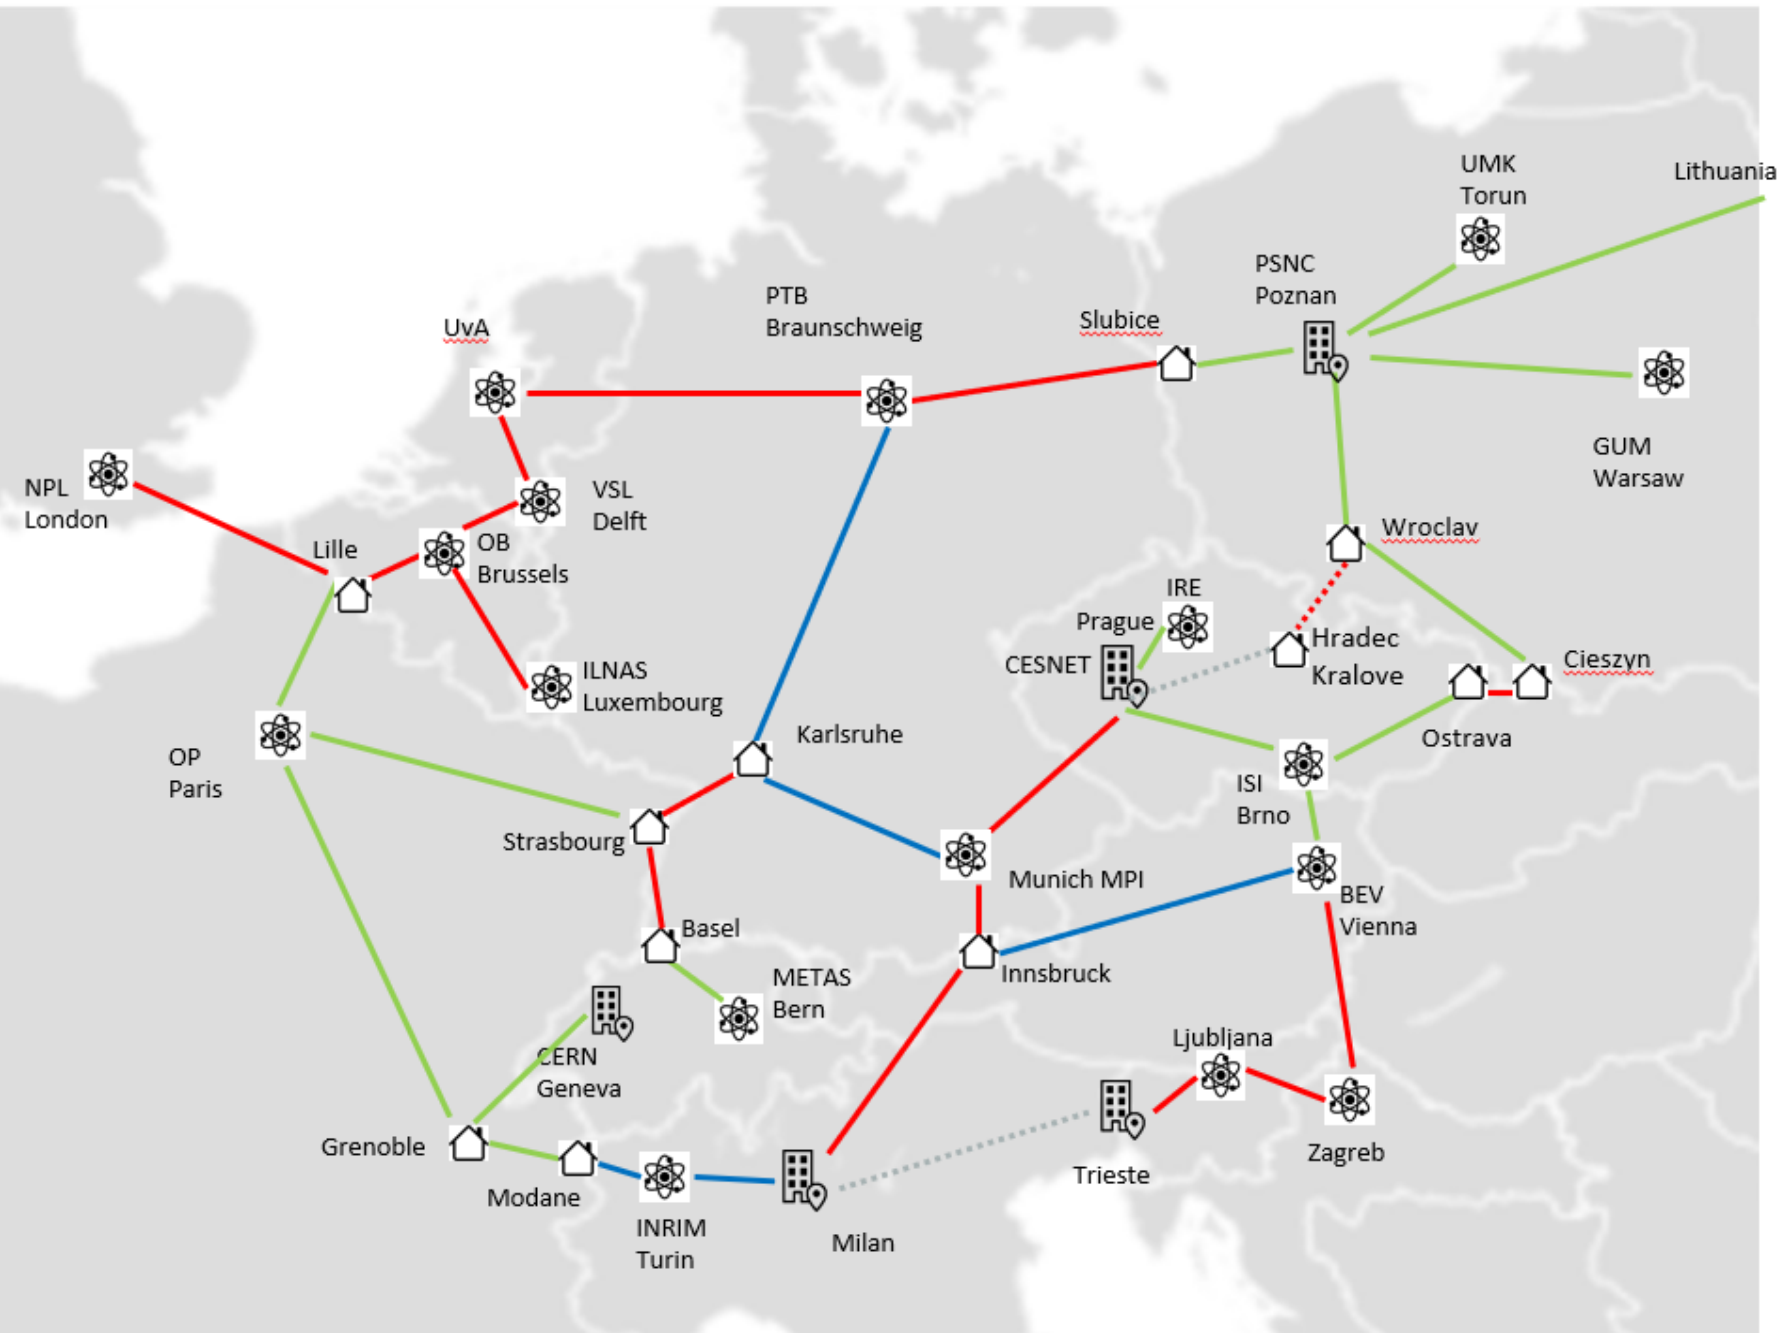 UMK
Torun
Lithuania
PSNC
Poznan
PTB
Braunschweig
Slubice
UvA
GUM
Warsaw
NPL
London
VSL
Delft
Lille
OB
Brussels
Wroclav
IRE
Prague
CESNET
Hradec
Kralove
Cieszyn
ILNAS
Luxembourg
Karlsruhe
Ostrava
OP
Paris
ISI
Brno
Strasbourg
Munich MPI
BEV
Vienna
Basel
Innsbruck
METAS
Bern
CERN
Geneva
Ljubljana
Grenoble
Modane
Trieste
Zagreb
INRIM
Turin
Milan